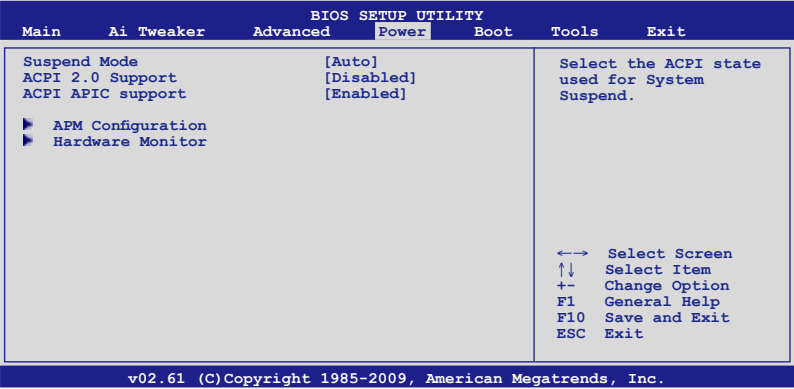 BIOS SETUP UTILITY
Main Ai Tweaker Advanced Power Boot Tools Exit
Suspend Mode [Auto]
ACPI 2.0 Support [Disabled]
ACPI APIC support [Enabled]
APM Configuration
Hardware Monitor
Select the ACPI state
used for System
Suspend.
←→ Select Screen
↑↓ Select Item
+- Change Option
F1 General Help
F10 Save and Exit
ESC Exit
v02.61 (C)Copyright 1985-2009, American Megatrends, Inc.